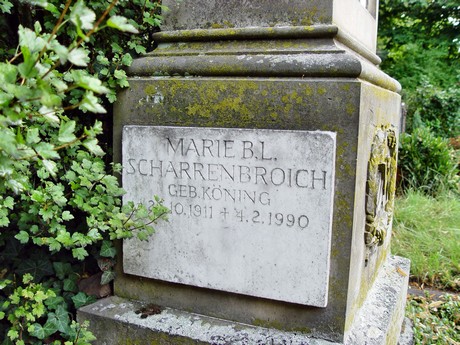 MARIE B.L.
SCHARRENBROICH
GEB. KÖNING
.10.1911 + 4.2.1990